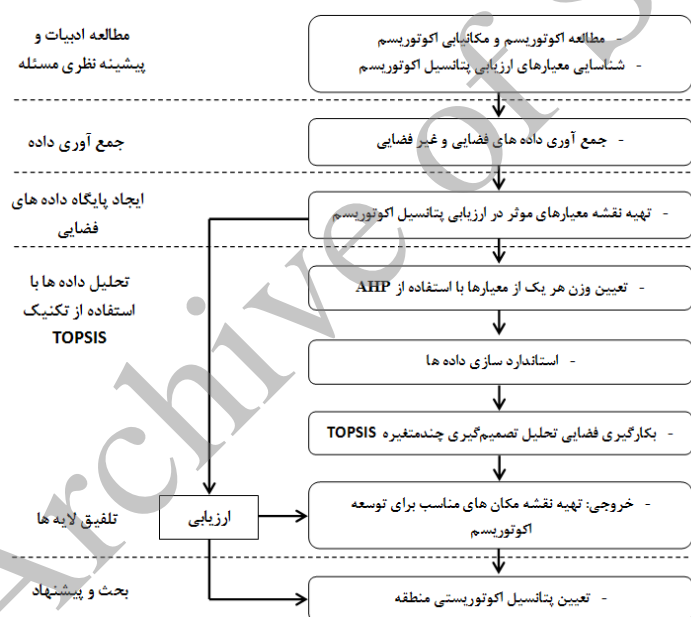 مطالعه ادبیات و
پیشینه نظری مسئله
- مطالعه اکوتوریسم و مکانیابی اکوتوریسم
- شناسایی معیارهای ارزیابی پتانسیل اکوتوریسم
جمع آوری داده
- جمع آوری داده های فضایی و غیر فضایی
ایجاد پایگاه داده های
فضایی
- تهیه نقشه معیارهای موثر در ارزیابی پتانسیل اکوتوریسم
تحلیل داده ها با
استفاده از تکنیک
TOPSIS
- تعیین وزن هر یک از معیارها با استفاده از AHP
- استاندارد سازی داده ها
- بکارگیری فضایی تحلیل تصمیم‌گیری چندمتغیره TOPSIS
تلفیق لایه ها
ارزیابی
- خروجی: تهیه نقشه مکان های مناسب برای توسعه
اکوتوریسم
بحث و پیشنهاد
- تعیین پتانسیل اکوتوریستی منطقه
Archive of S